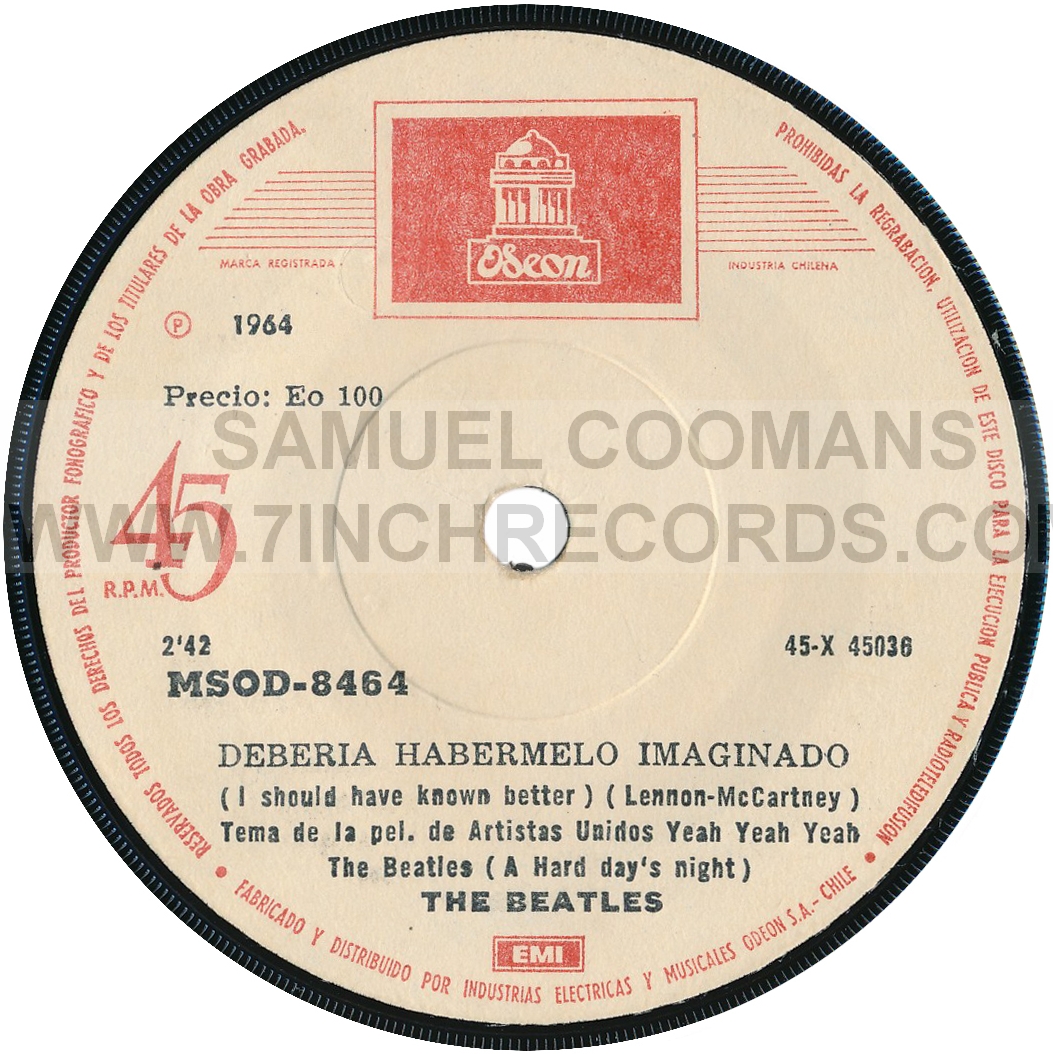 Odeon
MARCA REGISTRADA
INDUSTRIA CHILENA
Ⓟ 1964
Precio: Eo 100
SAMUEL COOMANS
WWW.7INCHRECORDS.COM
45
R.P.M.
2'42
45-X 45036
MSOD-8464
DEBERIA HABERMELO IMAGINADO
(I should have known better) (Lennon-McCartney)
Tema de la pel. de Artistas Unidos Yeah Yeah Yeah
The Beatles (A Hard day's night)
THE BEATLES
EMI
RESERVADOS TODOS LOS DERECHOS DEL PRODUCTOR FONOGRAFICO Y DE LOS TITULARES DE LA OBRA GRABADA.
PROHIBIDAS LA REGRABACION, UTILIZACION DE ESTE DISCO PARA LA EJECUCION PUBLICA Y RADIOTELEDIFUSION
FABRICADO Y DISTRIBUIDO POR INDUSTRIAS ELECTRICAS Y MUSICALES ODEON S.A.- CHILE